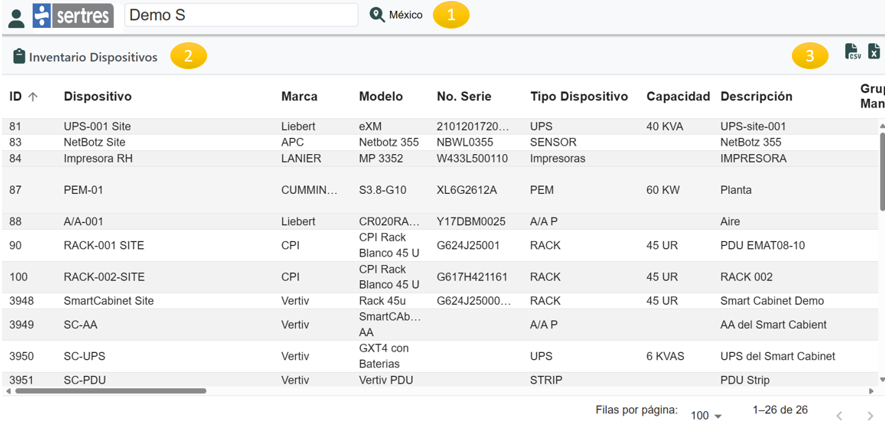 sertres Demo S México 1
Inventario Dispositivos 2 3 CSV X
ID Dispositivo Marca Modelo No. Serie Tipo Dispositivo Capacidad Descripción Grup
Man
81 UPS-001 Site Liebert eXM 2101201720... UPS 40 KVA UPS-site-001
83 NetBotz Site APC Netbotz 355 NBWL0355 SENSOR NetBotz 355
84 Impresora RH LANIER MP 3352 W433L500110 Impresoras IMPRESORA
87 PEM-01 CUMMIN... S3.8-G10 XL6G2612A PEM 60 KW Planta
88 A/A-001 Liebert CR020RA... Y17DBM0025 A/A P Aire
90 RACK-001 SITE CPI CPI Rack
Blanco 45 U G624J25001 RACK 45 UR PDU EMAT08-10
100 RACK-002-SITE CPI CPI Rack
Blanco 45 U G617H421161 RACK 45 UR RACK 002
3948 SmartCabinet Site Vertiv Rack 45u G624J25000... RACK 45 UR Smart Cabinet Demo
3949 SC-AA Vertiv SmartCAb...
AA A/A P AA del Smart Cabient
3950 SC-UPS Vertiv GXT4 con
Baterias UPS 6 KVAS UPS del Smart Cabinet
3951 SC-PDU Vertiv Vertiv PDU STRIP PDU Strip
Filas por página: 100 1–26 de 26